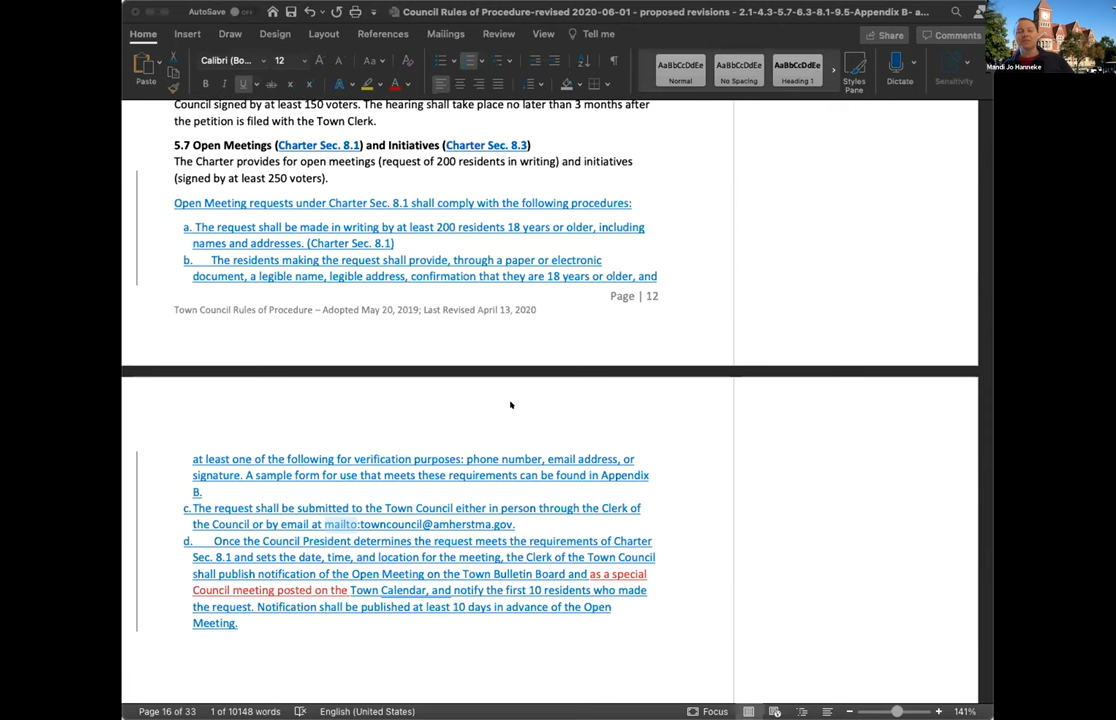 AutoSave OFF Council Rules of Procedure-revised 2020-06-01 - proposed revisions - 2.1-4.3-5.7-6.3-8.1-9.5-Appendix B- a...
Home Insert Draw Design Layout References Mailings Review View Tell me Share Comments
Mandi Jo Hanneke
Paste Calibri (Bo... 12 A A Aa
B I U ab x x A A
AaBbCcDdEe AaBbCcDdEe AaBbCcDc
Normal No Spacing Heading 1 Styles Pane Dictate Sensitivity
Council signed by at least 150 voters. The hearing shall take place no later than 3 months after
the petition is filed with the Town Clerk.
5.7 Open Meetings (Charter Sec. 8.1) and Initiatives (Charter Sec. 8.3)
The Charter provides for open meetings (request of 200 residents in writing) and initiatives
(signed by at least 250 voters).
Open Meeting requests under Charter Sec. 8.1 shall comply with the following procedures:
a. The request shall be made in writing by at least 200 residents 18 years or older, including
names and addresses. (Charter Sec. 8.1)
b. The residents making the request shall provide, through a paper or electronic
document, a legible name, legible address, confirmation that they are 18 years or older, and
Page | 12
Town Council Rules of Procedure – Adopted May 20, 2019; Last Revised April 13, 2020
at least one of the following for verification purposes: phone number, email address, or
signature. A sample form for use that meets these requirements can be found in Appendix
B.
c. The request shall be submitted to the Town Council either in person through the Clerk of
the Council or by email at mailto:towncouncil@amherstma.gov.
d. Once the Council President determines the request meets the requirements of Charter
Sec. 8.1 and sets the date, time, and location for the meeting, the Clerk of the Town Council
shall publish notification of the Open Meeting on the Town Bulletin Board and as a special
Council meeting posted on the Town Calendar, and notify the first 10 residents who made
the request. Notification shall be published at least 10 days in advance of the Open
Meeting.
Page 16 of 33 1 of 10148 words English (United States) Focus 141%